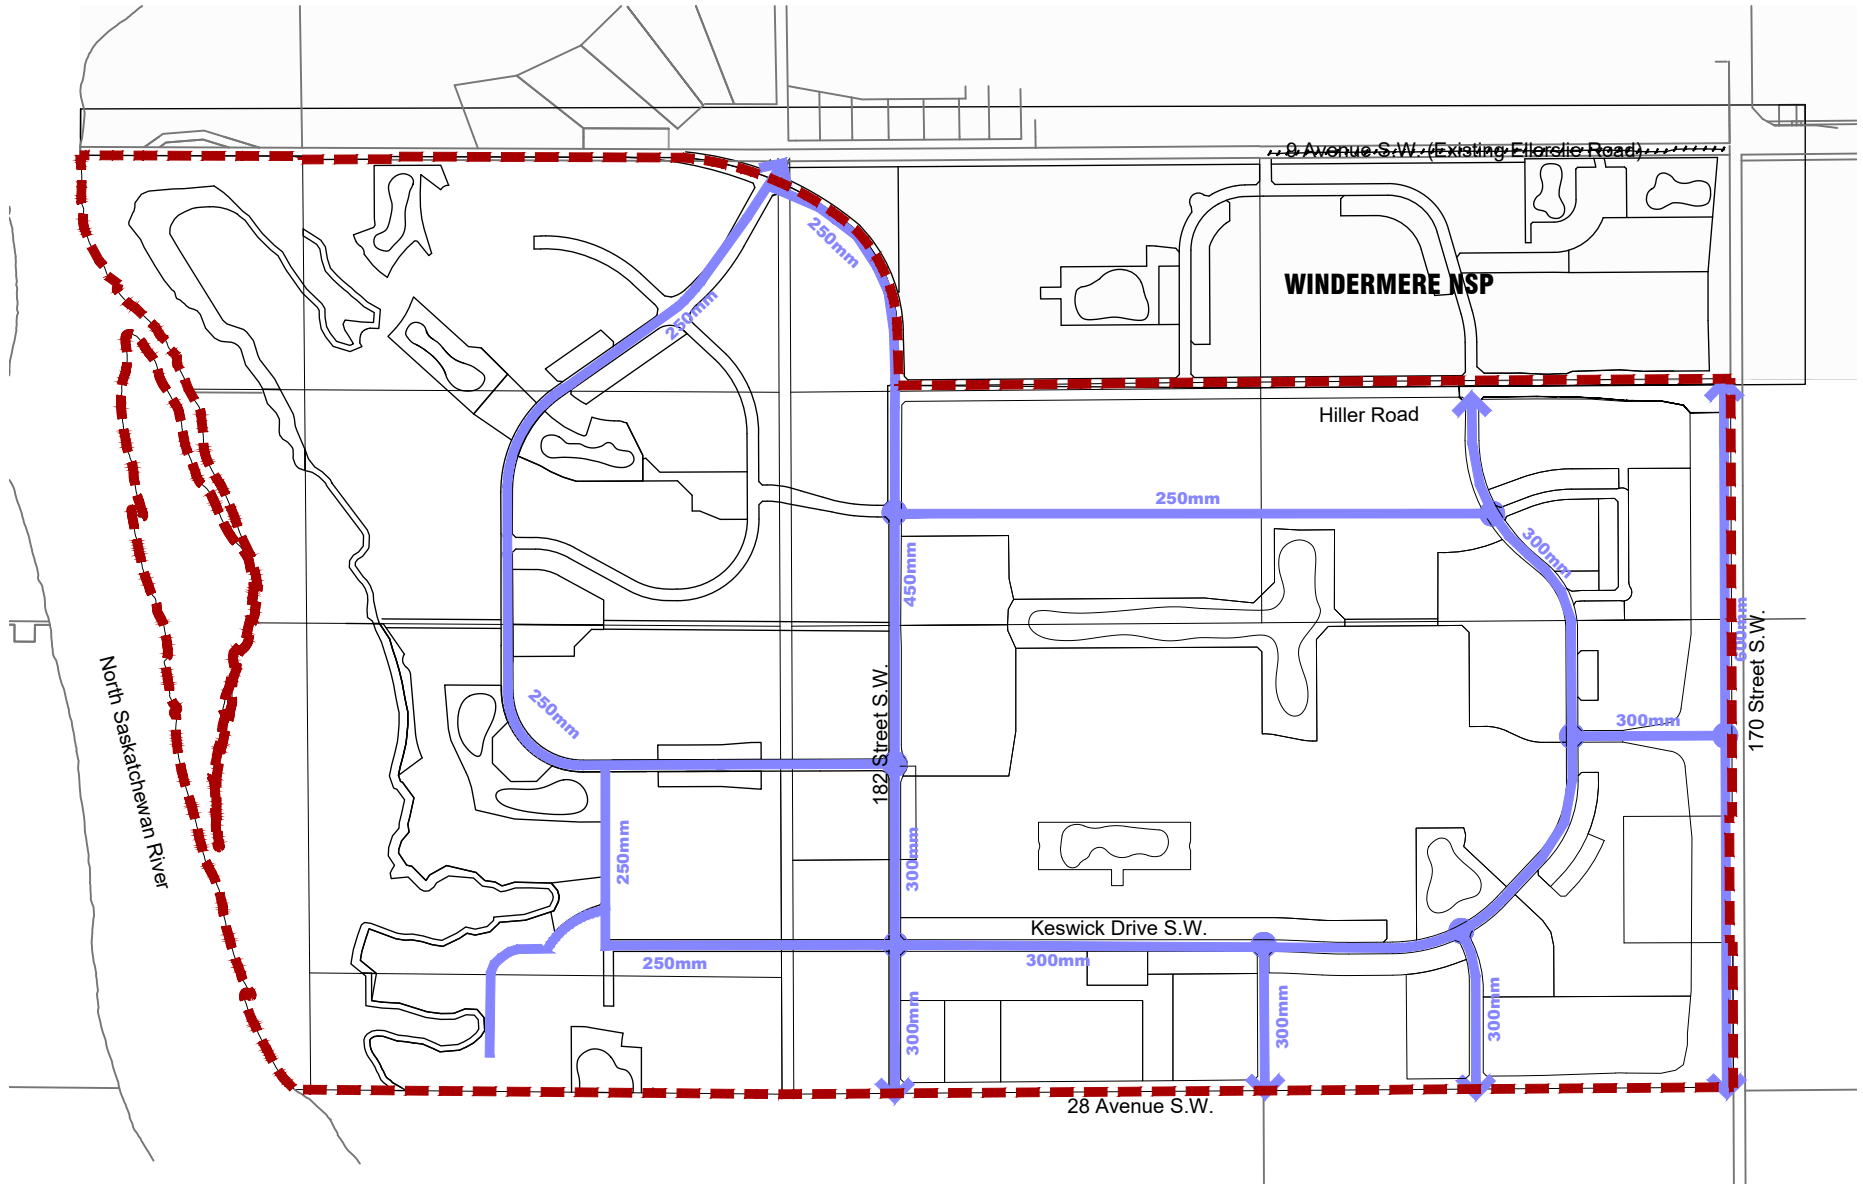 9 Avenue S.W. (Existing Ellerslie Road)
250mm
WINDERMERE NSP
250mm
Hiller Road
250mm
300mm
450mm
600mm
170 Street S.W.
North Saskatchewan River
250mm
182 Street S.W.
300mm
250mm
300mm
Keswick Drive S.W.
250mm
300mm
300mm
300mm
300mm
28 Avenue S.W.